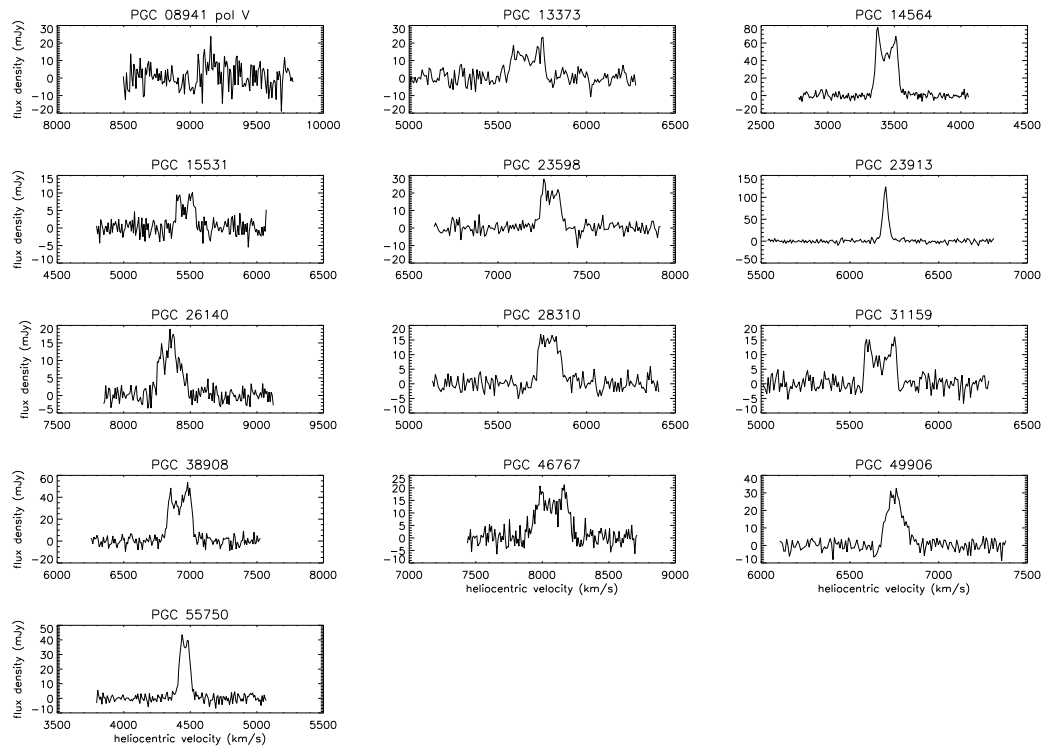 PGC 08941 pol V
PGC 13373
PGC 14564
flux density (mJy)
30
20
10
0
−10
−20
8000 8500 9000 9500 10000
30
20
10
0
−10
−20
5000 5500 6000 6500
80
60
40
20
0
−20
2500 3000 3500 4000 4500
PGC 15531
PGC 23598
PGC 23913
flux density (mJy)
15
10
5
0
−5
−10
4500 5000 5500 6000 6500
30
20
10
0
−10
−20
6500 7000 7500 8000
150
100
50
0
−50
5500 6000 6500 7000
PGC 26140
PGC 28310
PGC 31159
flux density (mJy)
20
15
10
5
0
−5
7500 8000 8500 9000 9500
20
15
10
5
0
−5
−10
5000 5500 6000 6500
20
15
10
5
0
−5
−10
5000 5500 6000 6500
PGC 38908
PGC 46767
PGC 49906
flux density (mJy)
60
40
20
0
−20
6000 6500 7000 7500 8000
25
20
15
10
5
0
−5
−10
7000 7500 8000 8500 9000
heliocentric velocity (km/s)
40
30
20
10
0
−10
6000 6500 7000 7500
heliocentric velocity (km/s)
PGC 55750
flux density (mJy)
50
40
30
20
10
0
−10
3500 4000 4500 5000 5500
heliocentric velocity (km/s)